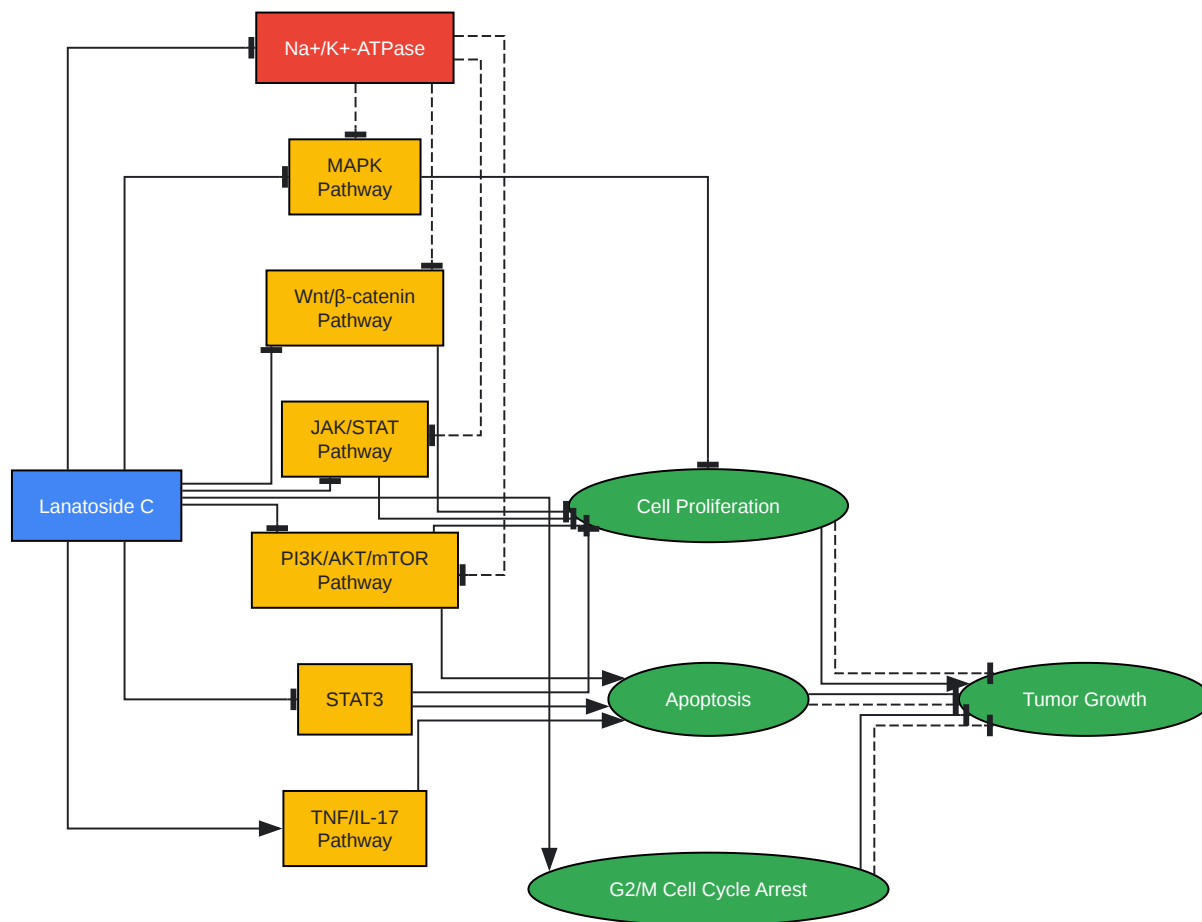 Na+/K+-ATPase
MAPK
Pathway
Wnt/β-catenin
Pathway
JAK/STAT
Pathway
Lanatoside C
Cell Proliferation
PI3K/AKT/mTOR
Pathway
STAT3
Apoptosis
Tumor Growth
TNF/IL-17
Pathway
G2/M Cell Cycle Arrest